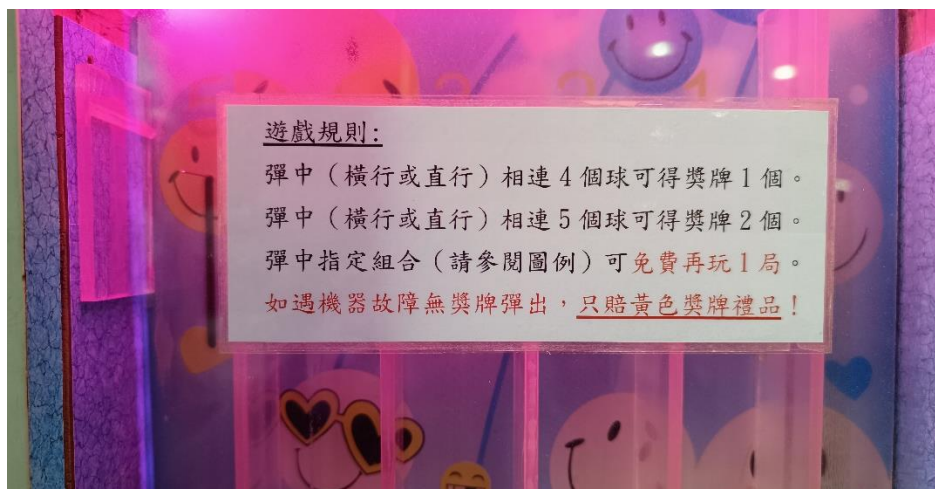 遊戲規則:
彈中（橫行或直行）相連4個球可得獎牌1個。
彈中（橫行或直行）相連5個球可得獎牌2個。
彈中指定組合（請參閱圖例）可免費再玩1局。
如遇機器故障無獎牌彈出，只賠黃色獎牌禮品！